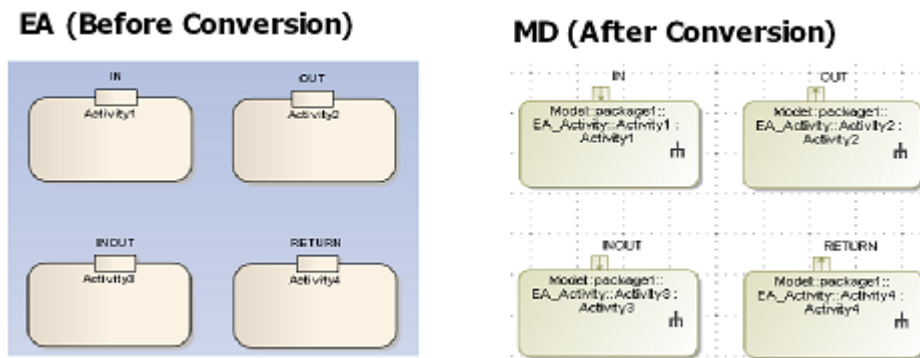 EA (Before Conversion)
MD (After Conversion)
IN
OUT
Activity1
Activity2
INOUT
RETURN
Activity3
Activity4
IN
OUT
Model::package1::
EA_Activity::Activity1 :
Activity1
Model::package1::
EA_Activity::Activity2 :
Activity2
INOUT
RETURN
Model::package1::
EA_Activity::Activity3 :
Activity3
Model::package1::
EA_Activity::Activity4 :
Activity4